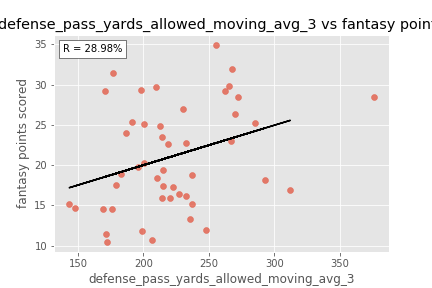 defense_pass_yards_allowed_moving_avg_3 vs fantasy point
R = 28.98%
fantasy points scored
35
30
25
20
15
10
150
200
250
300
350
defense_pass_yards_allowed_moving_avg_3